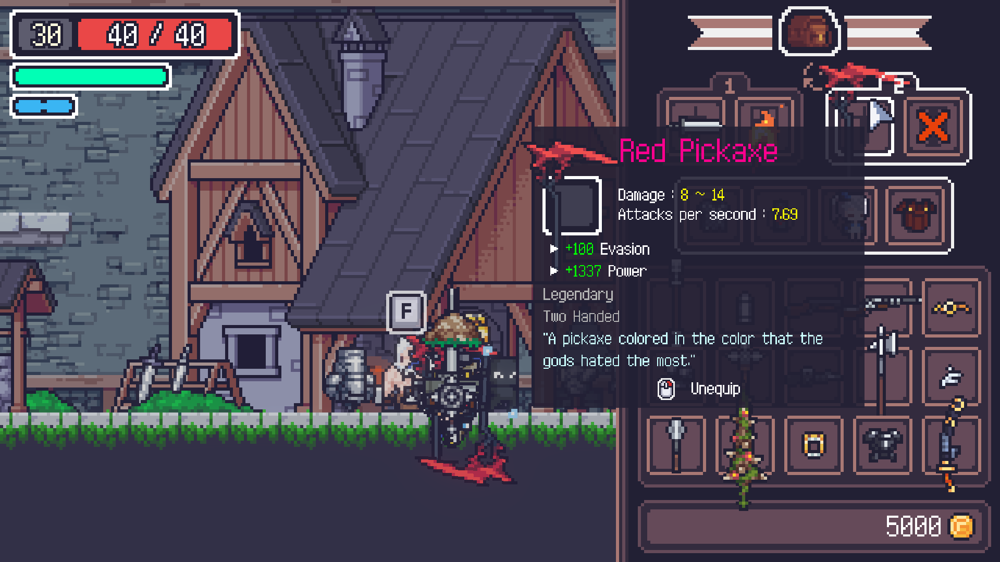 30 40 / 40
1
2
Red Pickaxe
Damage : 8 ~ 14
Attacks per second : 7.69
+100 Evasion
+1337 Power
Legendary
Two Handed
"A pickaxe colored in the color that the
gods hated the most."
Unequip
F
5000